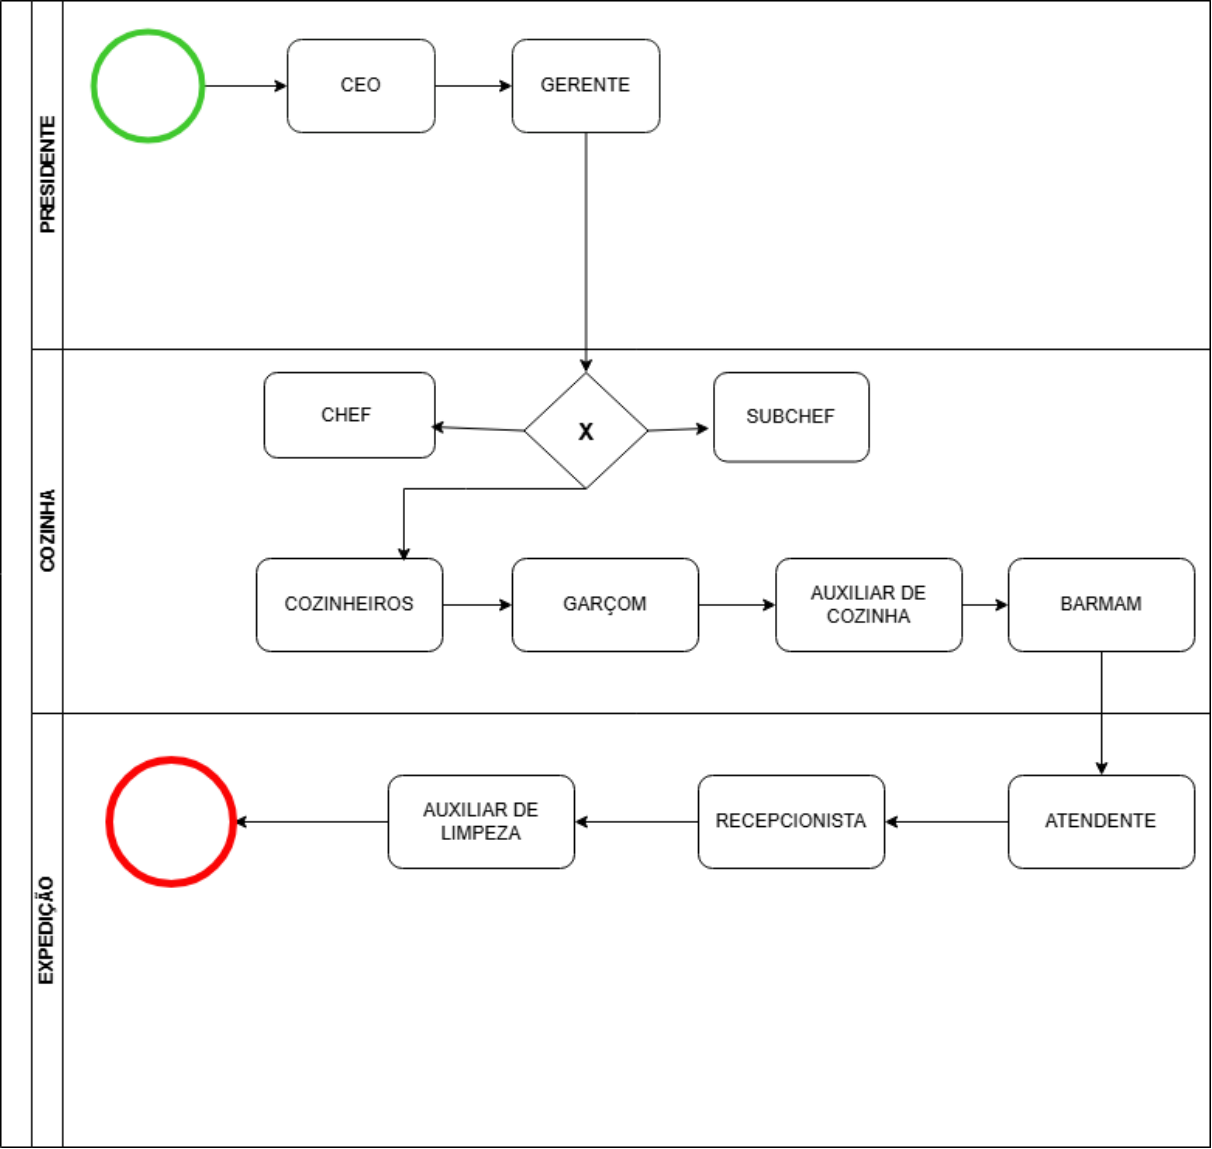 PRESIDENTE
CEO
GERENTE
COZINHA
CHEF
X
SUBCHEF
COZINHEIROS
GARÇOM
AUXILIAR DE
COZINHA
BARMAM
EXPEDIÇÃO
AUXILIAR DE
LIMPEZA
RECEPCIONISTA
ATENDENTE